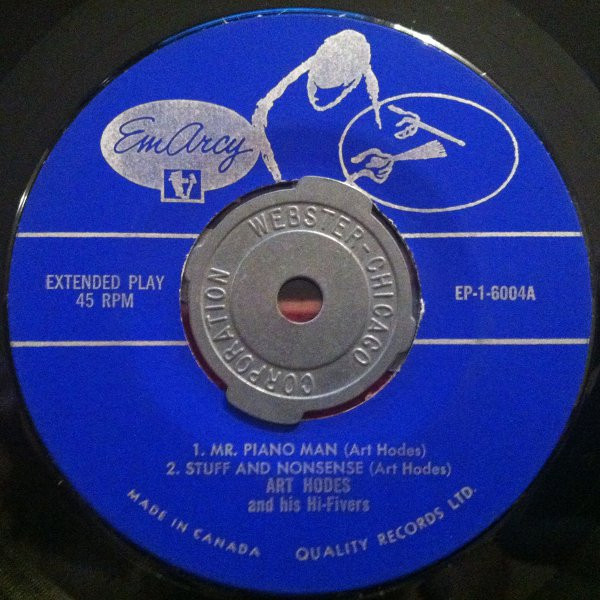 EmArcy
WEBSTER-CHICAGO
CORPORATION
EXTENDED PLAY
45 RPM
EP-1-6004A
1. MR. PIANO MAN (Art Hodes)
2. STUFF AND NONSENSE (Art Hodes)
ART HODES
and his Hi-Fivers
MADE IN CANADA
QUALITY RECORDS LTD.